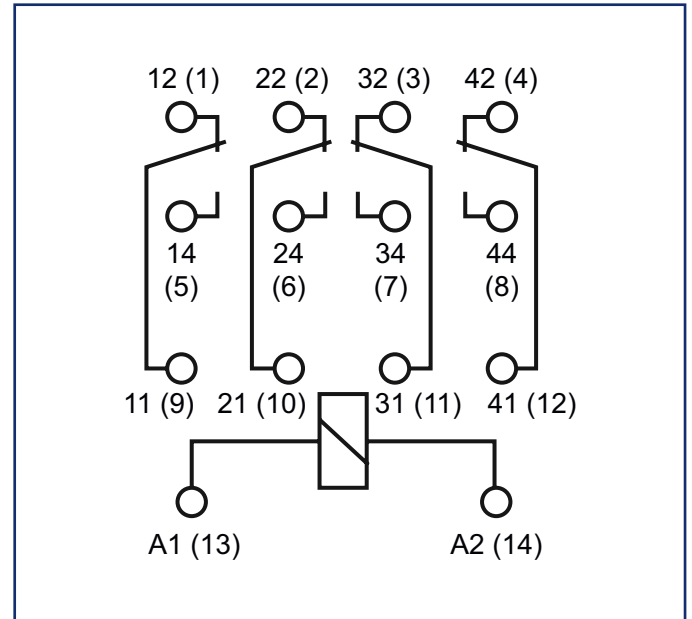 12 (1) 22 (2) 32 (3) 42 (4)
14 24 34 44
(5) (6) (7) (8)
11 (9) 21 (10) 31 (11) 41 (12)
A1 (13) A2 (14)